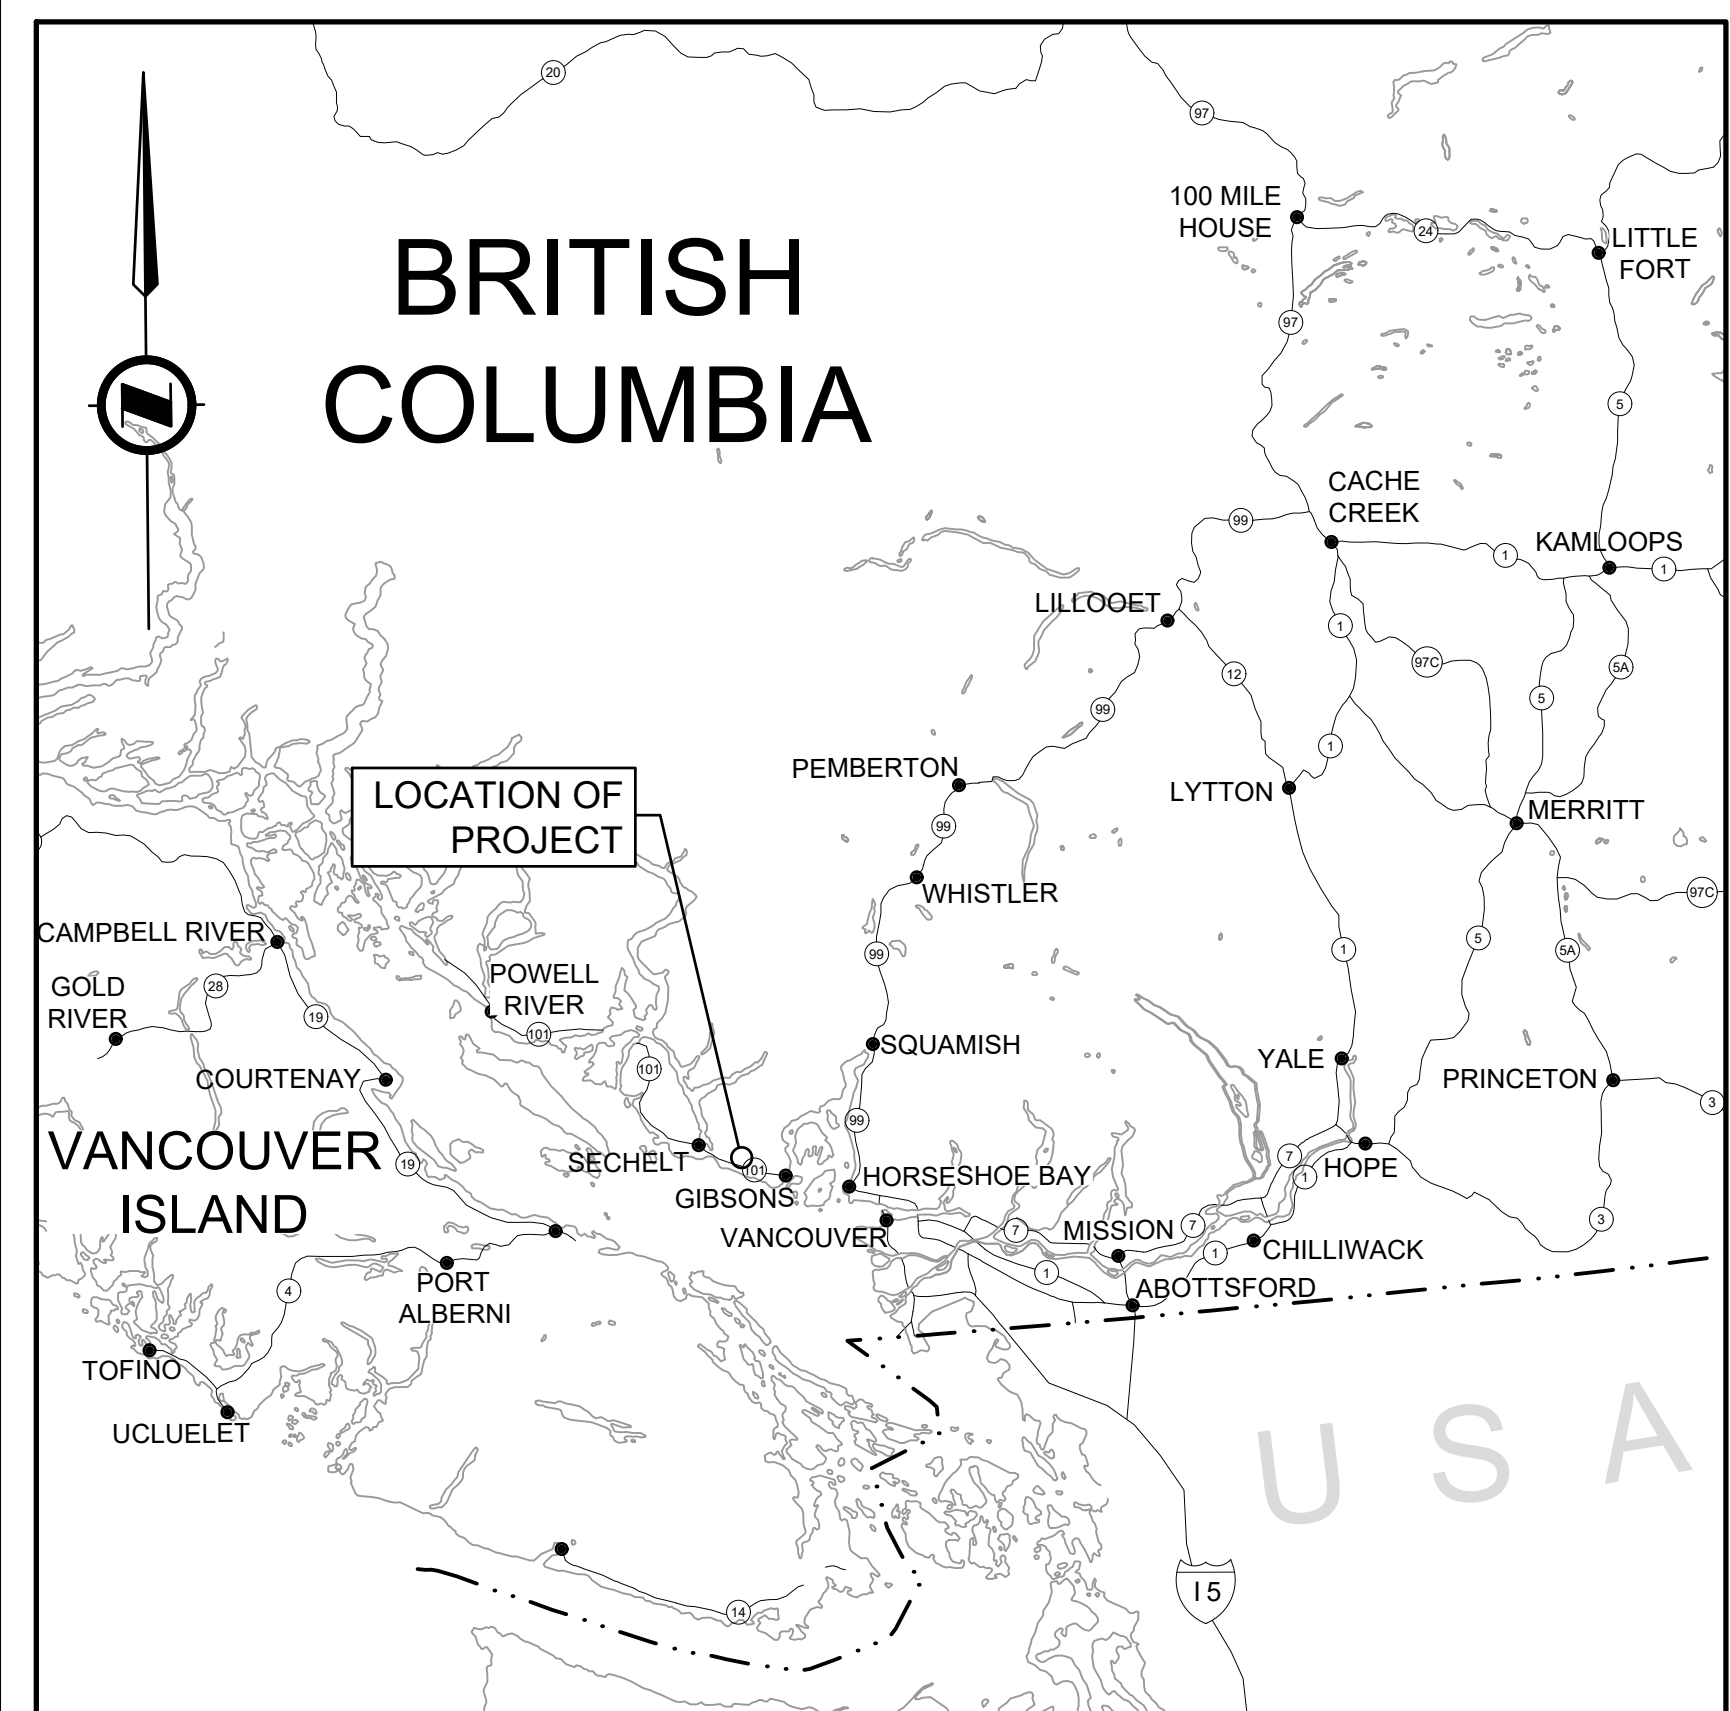 20
97
100 MILE
HOUSE
24
LITTLE
FORT
BRITISH
COLUMBIA
97
5
N
CACHE
CREEK
99
KAMLOOPS
1
1
LILLOOET
1
12
97C
5A
5
99
1
PEMBERTON
LYTTON
LOCATION OF
PROJECT
MERRITT
99
WHISTLER
97C
CAMPBELL RIVER
5
1
5A
99
GOLD
RIVER
28
POWELL
RIVER
19
101
SQUAMISH
YALE
101
COURTENAY
PRINCETON
3
99
VANCOUVER
ISLAND
19
SECHELT
101
7
HOPE
1
HORSESHOE BAY
GIBSONS
VANCOUVER
7
MISSION
7
3
1
CHILLIWACK
1
PORT
ALBERNI
4
ABOTTSFORD
TOFINO
UCLUELET
U S A
I5
14